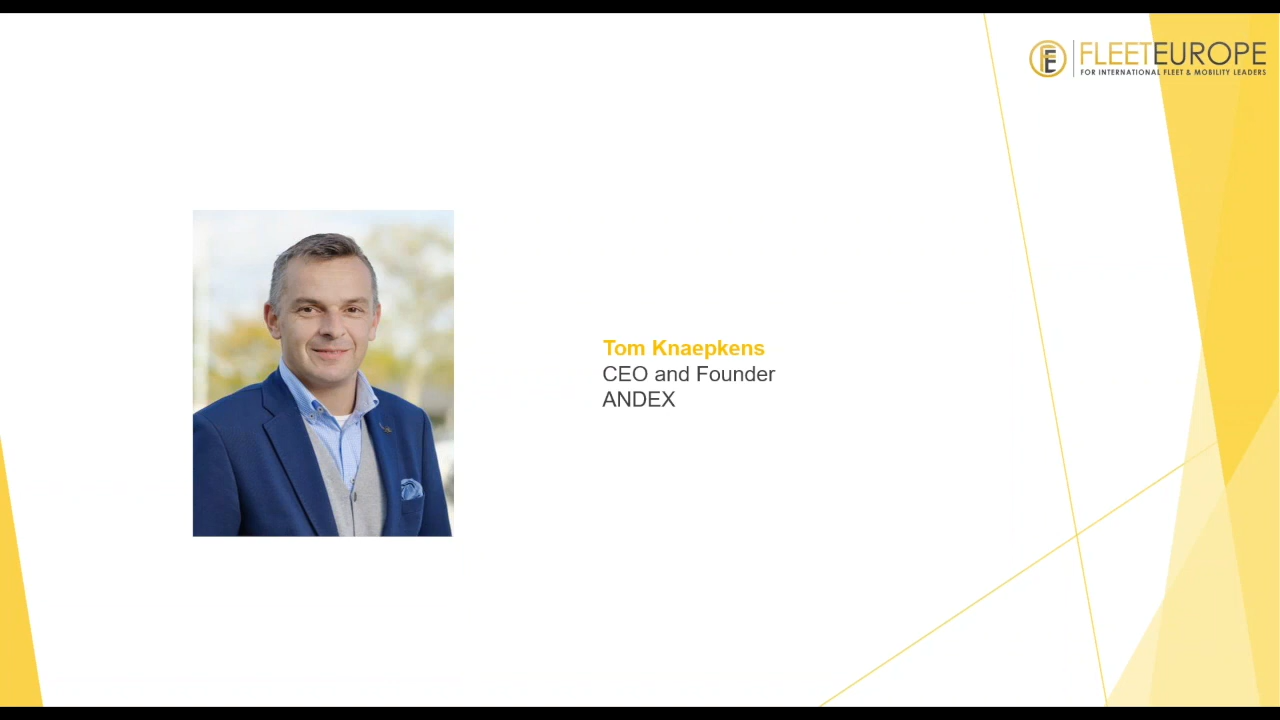 FLEETEUROPE
FOR INTERNATIONAL FLEET & MOBILITY LEADERS
Tom Knaepkens
CEO and Founder
ANDEX